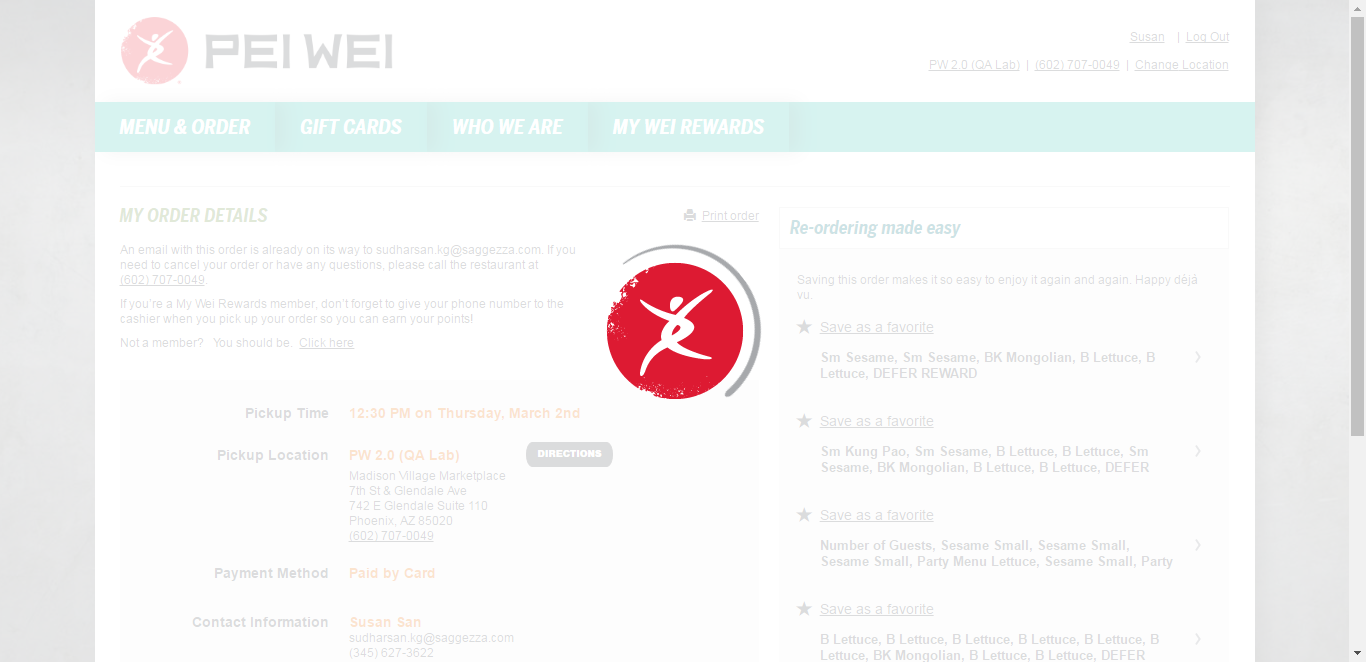 PEI WEI
Susan | Log Out
PW 2.0 (QA Lab) | (602) 707-0049 | Change Location
MENU & ORDER GIFT CARDS WHO WE ARE MY WEI REWARDS
MY ORDER DETAILS
Print order
An email with this order is already on its way to sudharsan.kg@saggezza.com. If you
need to cancel your order or have any questions, please call the restaurant at
(602) 707-0049.
If you're a My Wei Rewards member, don't forget to give your phone number to the
cashier when you pick up your order so you can earn your points!
Not a member? You should be. Click here
Pickup Time 12:30 PM on Thursday, March 2nd
Pickup Location PW 2.0 (QA Lab) DIRECTIONS
Madison Village Marketplace
7th St & Glendale Ave
742 E Glendale Suite 110
Phoenix, AZ 85020
(602) 707-0049
Payment Method Paid by Card
Contact Information Susan San
sudharsan.kg@saggezza.com
(345) 627-3622
Re-ordering made easy
Saving this order makes it so easy to enjoy it again and again. Happy déjà
vu.
Save as a favorite
Sm Sesame, Sm Sesame, BK Mongolian, B Lettuce, B
Lettuce, DEFER REWARD
Save as a favorite
Sm Kung Pao, Sm Sesame, B Lettuce, B Lettuce, Sm
Sesame, BK Mongolian, B Lettuce, B Lettuce, DEFER
Save as a favorite
Number of Guests, Sesame Small, Sesame Small,
Sesame Small, Party Menu Lettuce, Sesame Small, Party
Save as a favorite
B Lettuce, B Lettuce, B Lettuce, B Lettuce, B Lettuce, B
Lettuce, BK Mongolian, B Lettuce, B Lettuce, DEFER